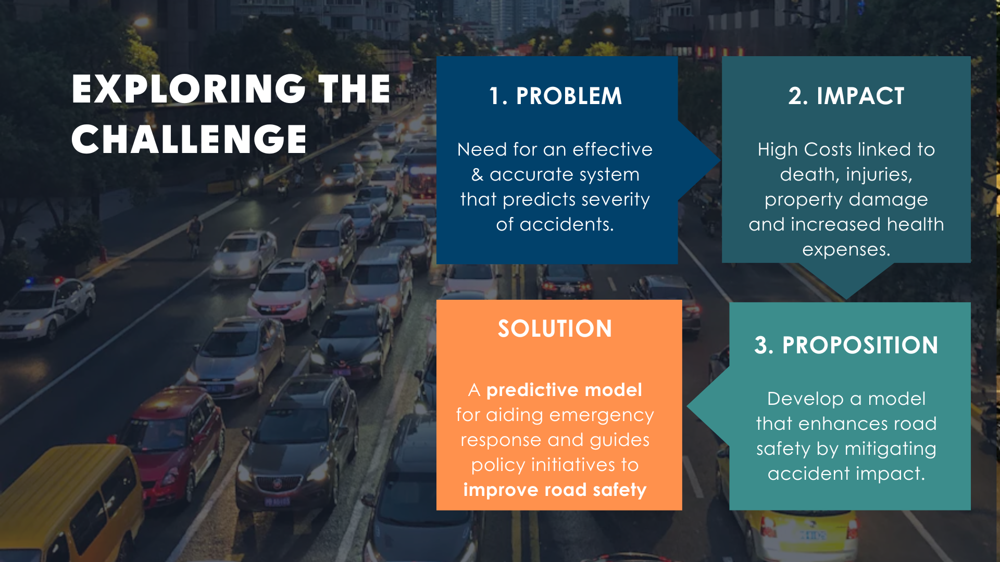 EXPLORING THE
CHALLENGE
1. PROBLEM
Need for an effective
& accurate system
that predicts severity
of accidents.
2. IMPACT
High Costs linked to
death, injuries,
property damage
and increased health
expenses.
3. PROPOSITION
Develop a model
that enhances road
safety by mitigating
accident impact.
SOLUTION
A predictive model
for aiding emergency
response and guides
policy initiatives to
improve road safety